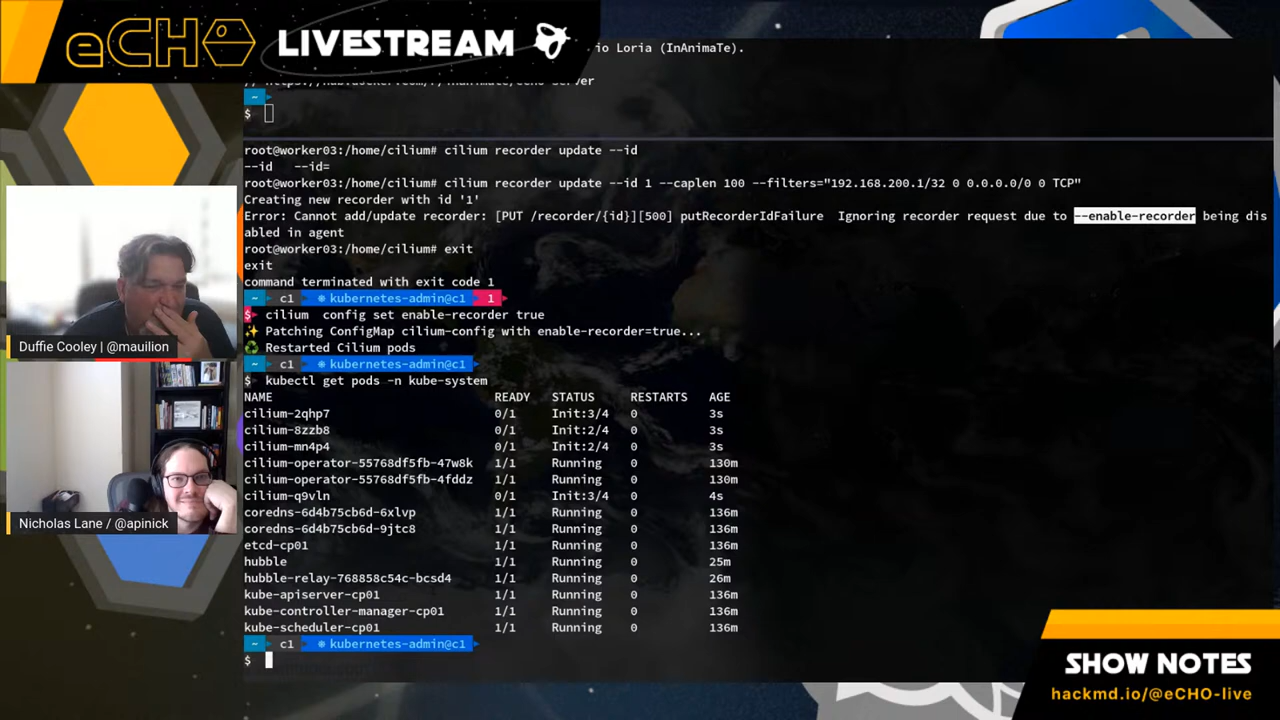 eCHO LIVESTREAM
io Loria (InAnimaTe).
$
root@worker03:/home/cilium# cilium recorder update --id
--id --id=
root@worker03:/home/cilium# cilium recorder update --id 1 --caplen 100 --filters="192.168.200.1/32 0 0.0.0.0/0 0 TCP"
Creating new recorder with id '1'
Error: Cannot add/update recorder: [PUT /recorder/{id}][500] putRecorderIdFailure Ignoring recorder request due to --enable-recorder being dis
abled in agent
root@worker03:/home/cilium# exit
exit
command terminated with exit code 1
~ c1 ⎈ kubernetes-admin@c1 1
$ cilium config set enable-recorder true
✨ Patching ConfigMap cilium-config with enable-recorder=true...
♻️ Restarted Cilium pods
~ c1 ⎈ kubernetes-admin@c1
$ kubectl get pods -n kube-system
NAME READY STATUS RESTARTS AGE
cilium-2qhp7 0/1 Init:3/4 0 3s
cilium-8zzb8 0/1 Init:2/4 0 3s
cilium-mn4p4 0/1 Init:2/4 0 3s
cilium-operator-55768df5fb-47w8k 1/1 Running 0 130m
cilium-operator-55768df5fb-4fddz 1/1 Running 0 130m
cilium-q9vln 0/1 Init:3/4 0 4s
coredns-6d4b75cb6d-6xlvp 1/1 Running 0 136m
coredns-6d4b75cb6d-9jtc8 1/1 Running 0 136m
etcd-cp01 1/1 Running 0 136m
hubble 1/1 Running 0 25m
hubble-relay-768858c54c-bcsd4 1/1 Running 0 26m
kube-apiserver-cp01 1/1 Running 0 136m
kube-controller-manager-cp01 1/1 Running 0 136m
kube-scheduler-cp01 1/1 Running 0 136m
~ c1 ⎈ kubernetes-admin@c1
$
Duffie Cooley | @mauilion
Nicholas Lane / @apinick
SHOW NOTES
hackmd.io/@eCHO-live